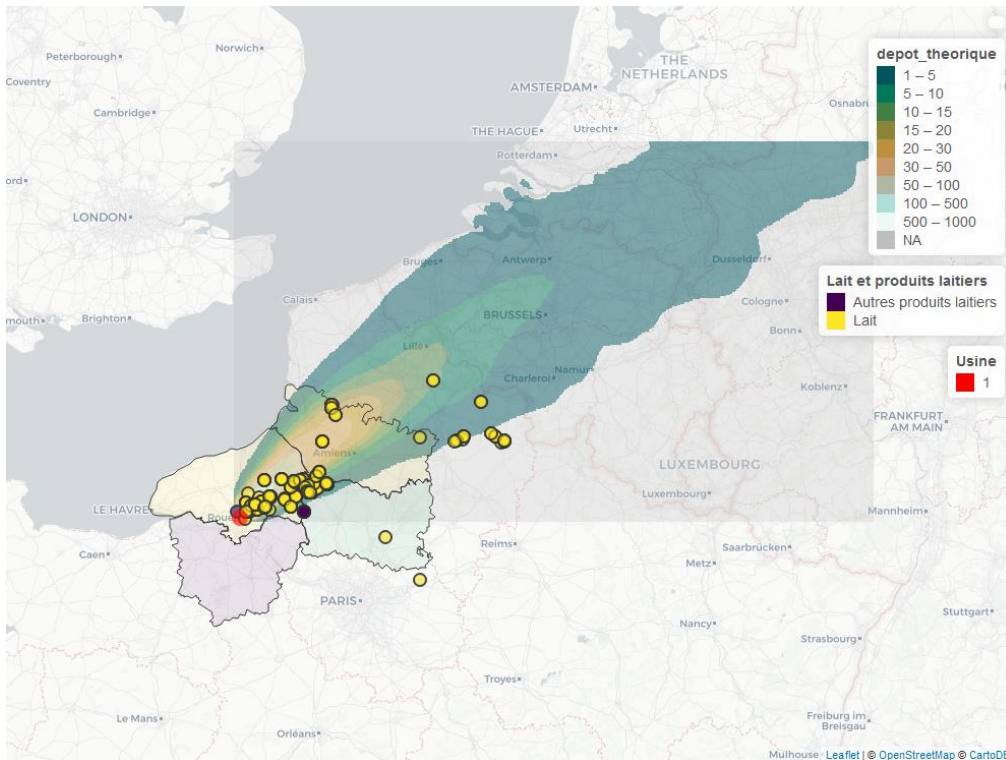 Norwich
Peterborough
Coventry
Cambridge
THE
NETHERLANDS
AMSTERDAM
Osnabr
THE HAGUE
Utrecht
Rotterdam
ord
LONDON
Bruges
Antwerp
Dusseldorf
Calais
mouth
Brighton
BRUSSELS
Cologne
Lille
Bonn
Charleroi
Namur
Koblenz
FRANKFURT
AM MAIN
Amiens
LUXEMBOURG
Luxembourg
LE HAVRE
Roue
Mannheim
Caen
Reims
Saarbrücken
Metz
PARIS
Stuttgart
Nancy
Strasbourg
Troyes
Le Mans
Freiburg im
Breisgau
Orléans
Mulhouse
depot_theorique
1 – 5
5 – 10
10 – 15
15 – 20
20 – 30
30 – 50
50 – 100
100 – 500
500 – 1000
NA
Lait et produits laitiers
Autres produits laitiers
Lait
Usine
1
Leaflet | © OpenStreetMap © CartoDB